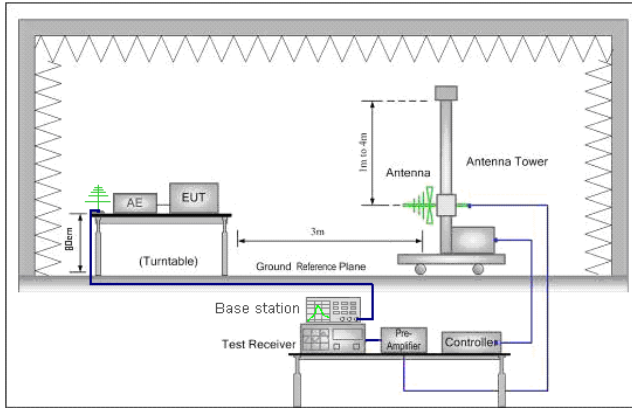 1m to 4m
Antenna
Antenna Tower
AE
EUT
80cm
3m
(Turntable)
Ground Reference Plane
Base station
Test Receiver
Pre-
Amplifier
Controller